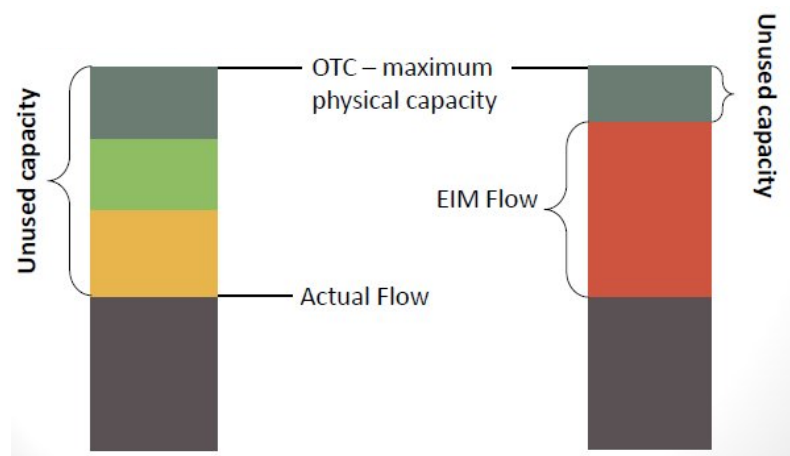 Unused capacity
OTC – maximum
physical capacity
Unused capacity
EIM Flow
Actual Flow